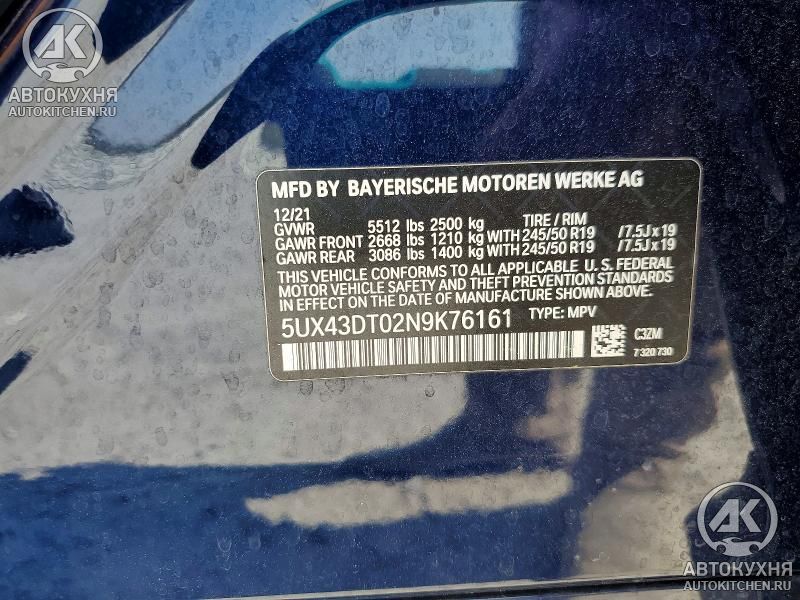 АК
АВТОКУХНЯ
AUTOKITCHEN.RU
MFD BY BAYERISCHE MOTOREN WERKE AG
12/21
GVWR 5512 lbs 2500 kg TIRE / RIM
GAWR FRONT 2668 lbs 1210 kg WITH 245/50 R19 /7.5J x 19
GAWR REAR 3086 lbs 1400 kg WITH 245/50 R19 /7.5J x 19
THIS VEHICLE CONFORMS TO ALL APPLICABLE U. S. FEDERAL
MOTOR VEHICLE SAFETY AND THEFT PREVENTION STANDARDS
IN EFFECT ON THE DATE OF MANUFACTURE SHOWN ABOVE.
5UX43DT02N9K76161 TYPE: MPV
C3ZM
7 320 730
АК
АВТОКУХНЯ
AUTOKITCHEN.RU